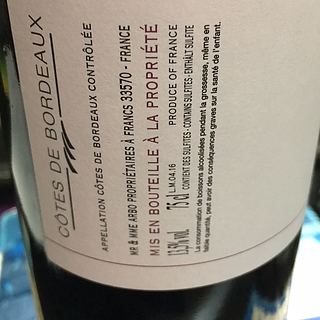 CÔTES DE BORDEAUX
APPELLATION CÔTES DE BORDEAUX CONTRÔLÉE
MR & MME ARBO PROPRIÉTAIRES À FRANCS 33570 - FRANCE
MIS EN BOUTEILLE À LA PROPRIÉTÉ
L.M.04.16 PRODUCE OF FRANCE
13,5% vol. 75 cl CONTIENT DES SULFITES - CONTAINS SULFITES - ENTHÄLT SULFITE
La consommation de boissons alcoolisées pendant la grossesse, même en
faible quantité, peut avoir des conséquences graves sur la santé de l'enfant.